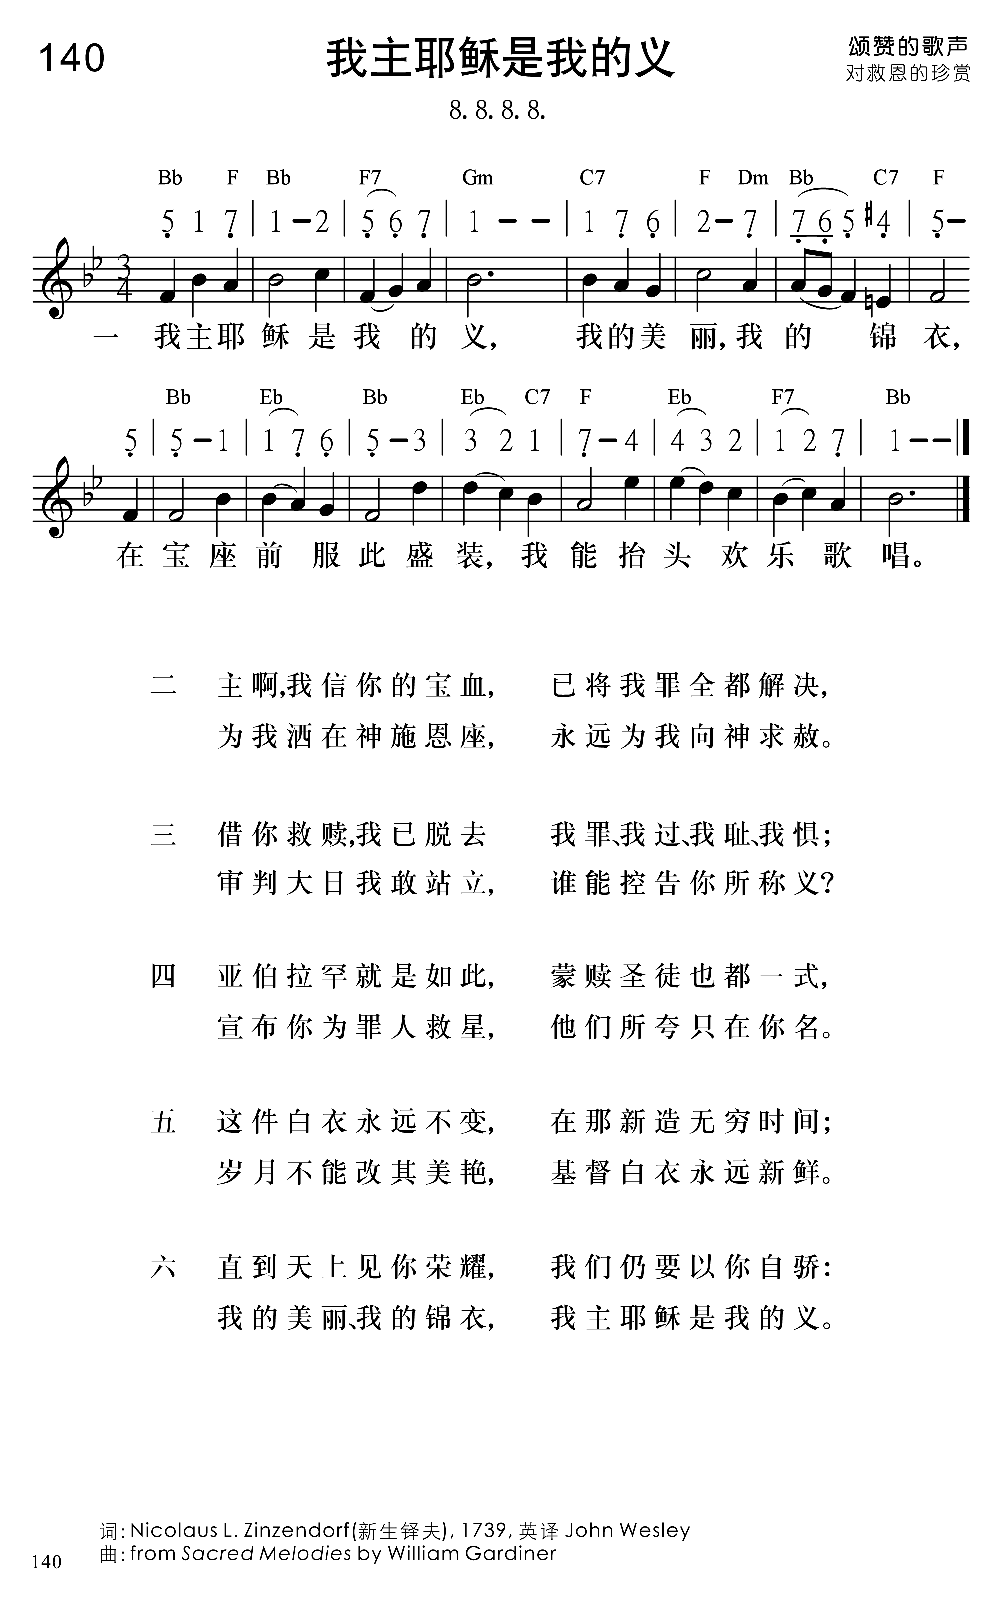 140 我主耶稣是我的义 颂赞的歌声
对救恩的珍赏
8. 8. 8. 8.
Bb F Bb F7 Gm C7 F Dm Bb C7 F
5 1 7 | 1–2 | 5 6 7 | 1 – – | 1 7 6 | 2–7 | 7 6 5 #4 | 5–
3
4
一 我主耶 稣 是 我 的 义, 我的美 丽,我 的 锦 衣,
Bb Eb Bb Eb C7 F Eb F7 Bb
5 | 5–1 | 1 7 6 | 5–3 | 3 2 1 | 7–4 | 4 3 2 | 1 2 7 | 1–– ||
在 宝 座 前 服 此 盛 装, 我 能 抬 头 欢 乐 歌 唱。
二 主啊,我信你的宝血, 已将我罪全都解决,
为我洒在神施恩座, 永远为我向神求赦。
三 借你救赎,我已脱去 我罪、我过、我耻、我惧;
审判大日我敢站立, 谁能控告你所称义?
四 亚伯拉罕就是如此, 蒙赎圣徒也都一式,
宣布你为罪人救星, 他们所夸只在你名。
五 这件白衣永远不变, 在那新造无穷时间;
岁月不能改其美艳, 基督白衣永远新鲜。
六 直到天上见你荣耀, 我们仍要以你自骄:
我的美丽、我的锦衣, 我主耶稣是我的义。
词: Nicolaus L. Zinzendorf(新生铎夫), 1739, 英译 John Wesley
曲: from Sacred Melodies by William Gardiner
140